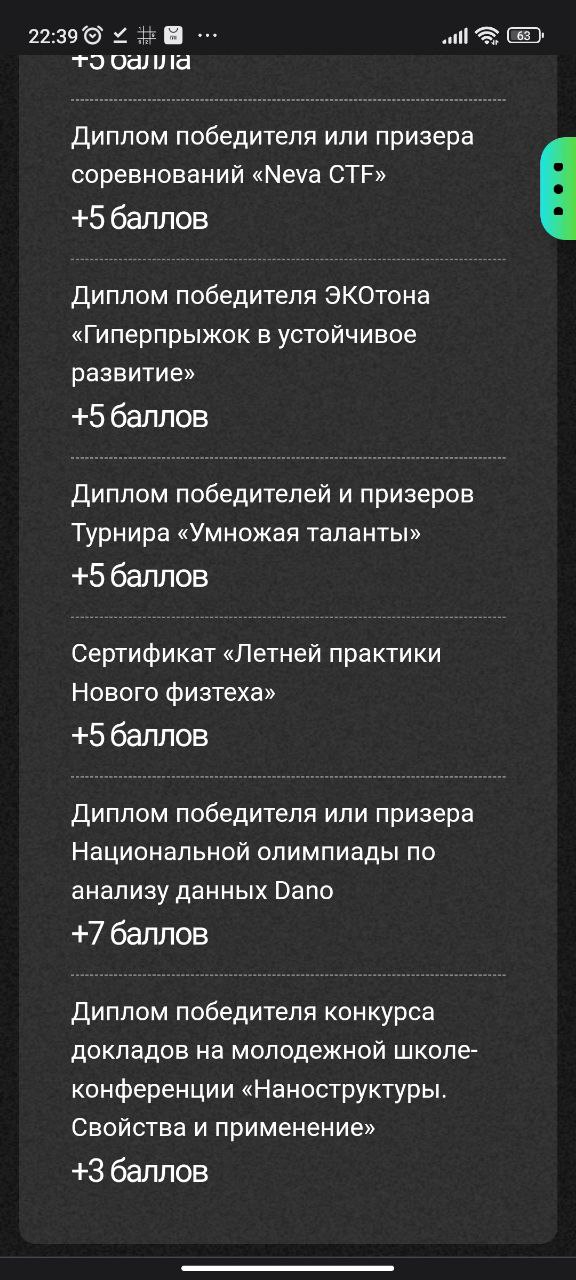 22:39
63
+5 балла
Диплом победителя или призера
соревнований «Neva CTF»
+5 баллов
Диплом победителя ЭКОтона
«Гиперпрыжок в устойчивое
развитие»
+5 баллов
Диплом победителей и призеров
Турнира «Умножая таланты»
+5 баллов
Сертификат «Летней практики
Нового физтеха»
+5 баллов
Диплом победителя или призера
Национальной олимпиады по
анализу данных Dano
+7 баллов
Диплом победителя конкурса
докладов на молодежной школе-
конференции «Наноструктуры.
Свойства и применение»
+3 баллов